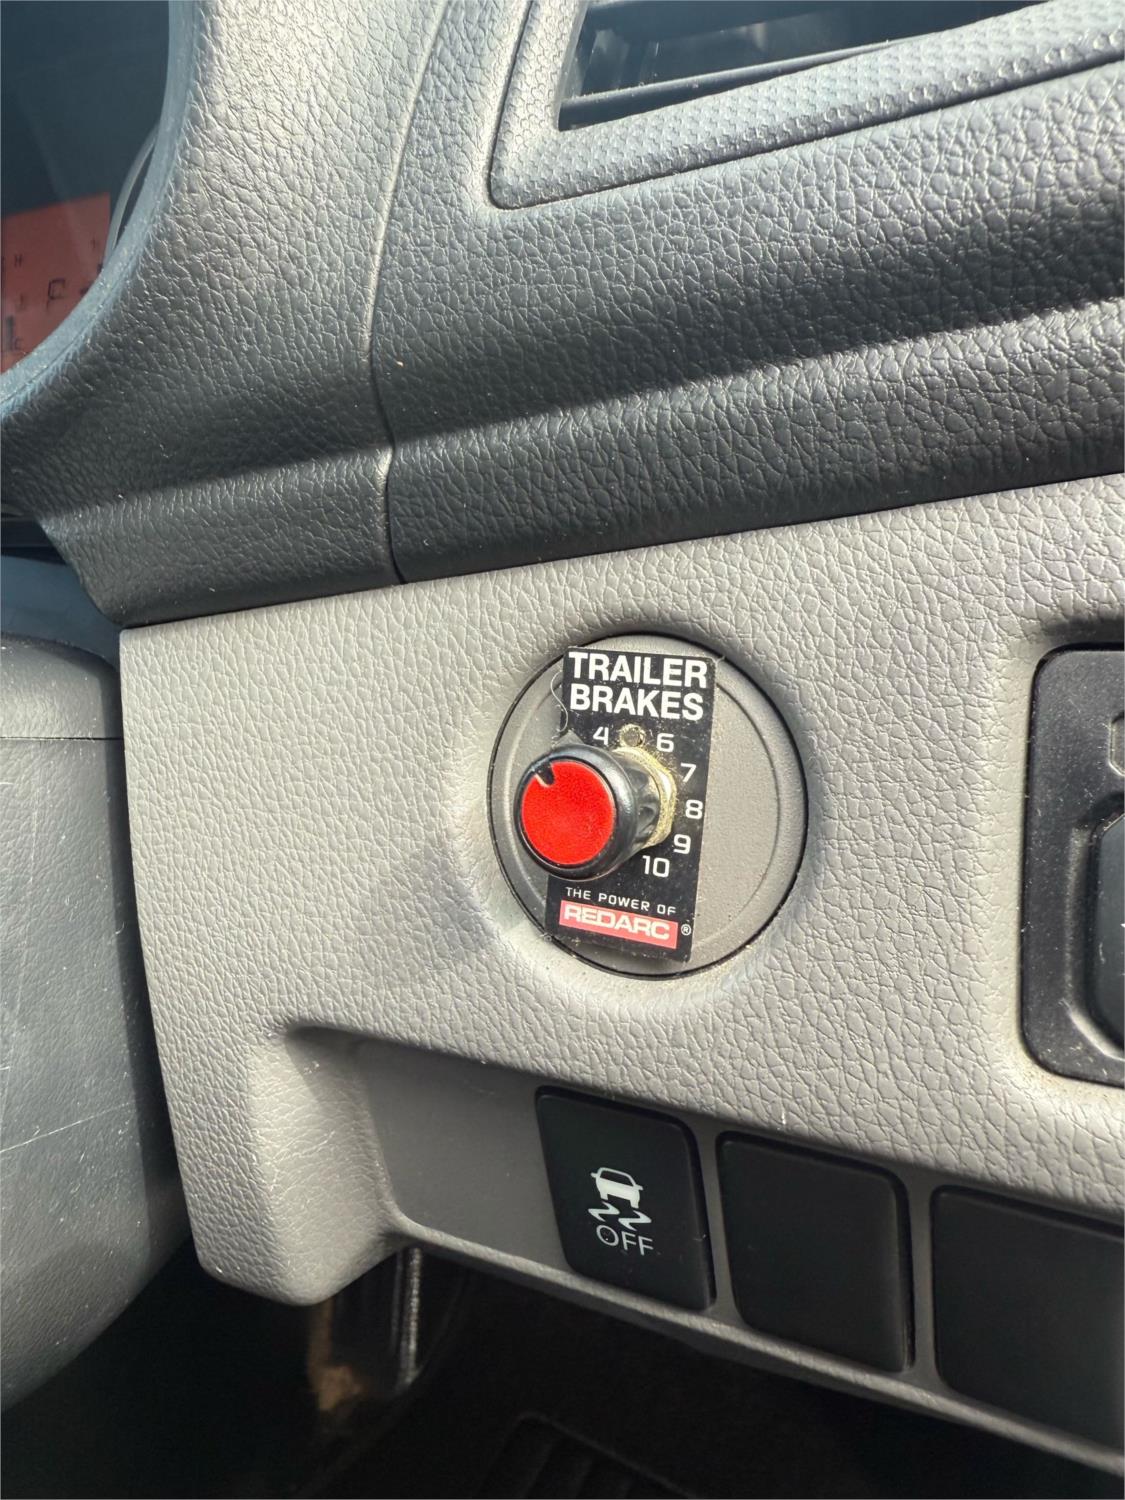 TRAILER
BRAKES
4 6
7
8
9
10
THE POWER OF
REDARC®
OFF